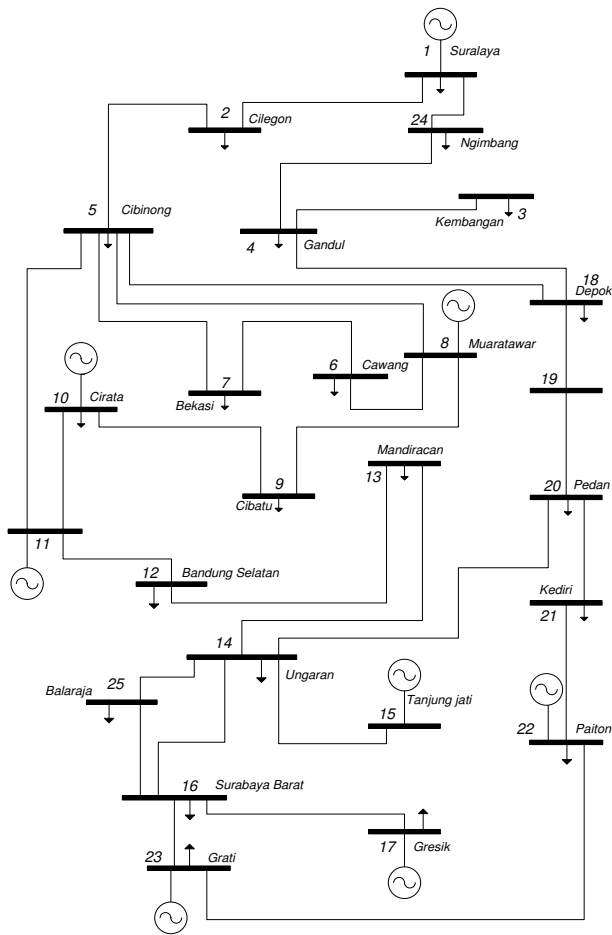 1 Suralaya
2 Cilegon
24
Ngimbang
5 Cibinong
Kembangan 3
4 Gandul
18
Depok
8 Muaratawar
6 Cawang
19
7
Bekasi
10 Cirata
Mandiracan
13
9
Cibatu
20 Pedan
11
12 Bandung Selatan
Kediri
21
14
Ungaran
25
Balaraja
Tanjung jati
15
22 Paiton
16 Surabaya Barat
17 Gresik
23 Grati